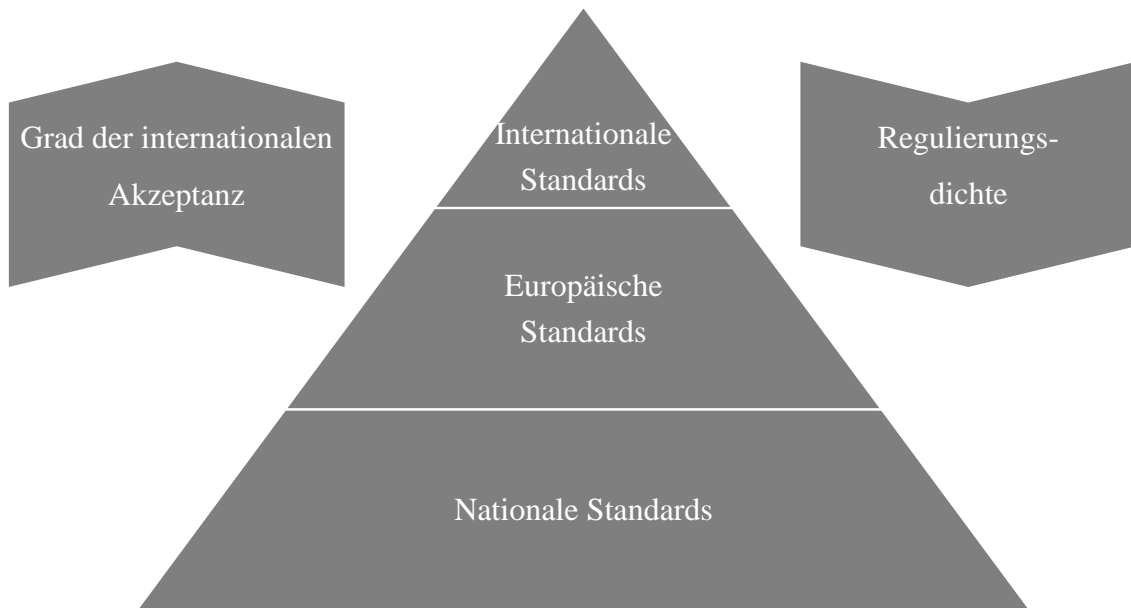 Grad der internationalen
Akzeptanz
Internationale
Standards
Regulierungs-
dichte
Europäische
Standards
Nationale Standards